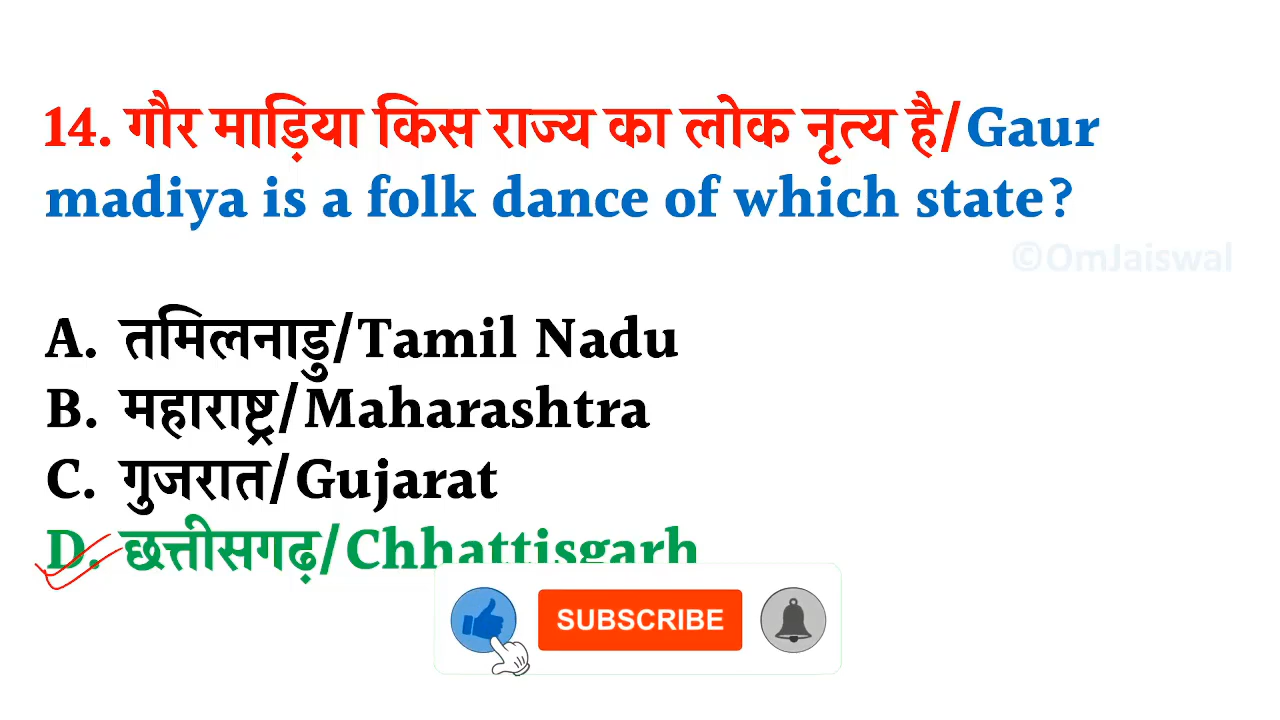 14. गौर माड़िया किस राज्य का लोक नृत्य है/Gaur
madiya is a folk dance of which state?
©OmJaiswal
A. तमिलनाडु/Tamil Nadu
B. महाराष्ट्र/Maharashtra
C. गुजरात/Gujarat
D. छत्तीसगढ़/Chhattisgarh
SUBSCRIBE